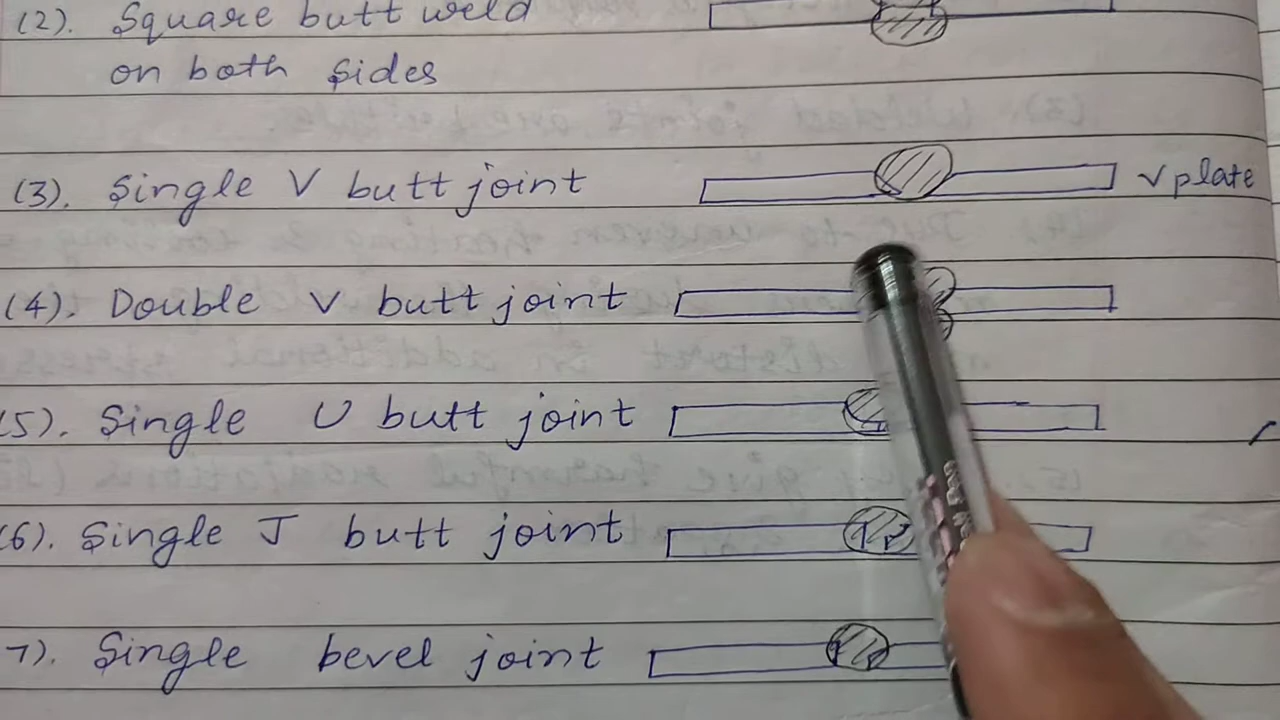 (2). Square butt weld
on both sides
(3). Single V butt joint V plate
(4). Double V butt joint
(5). Single U butt joint
(6). Single J butt joint
7). Single bevel joint